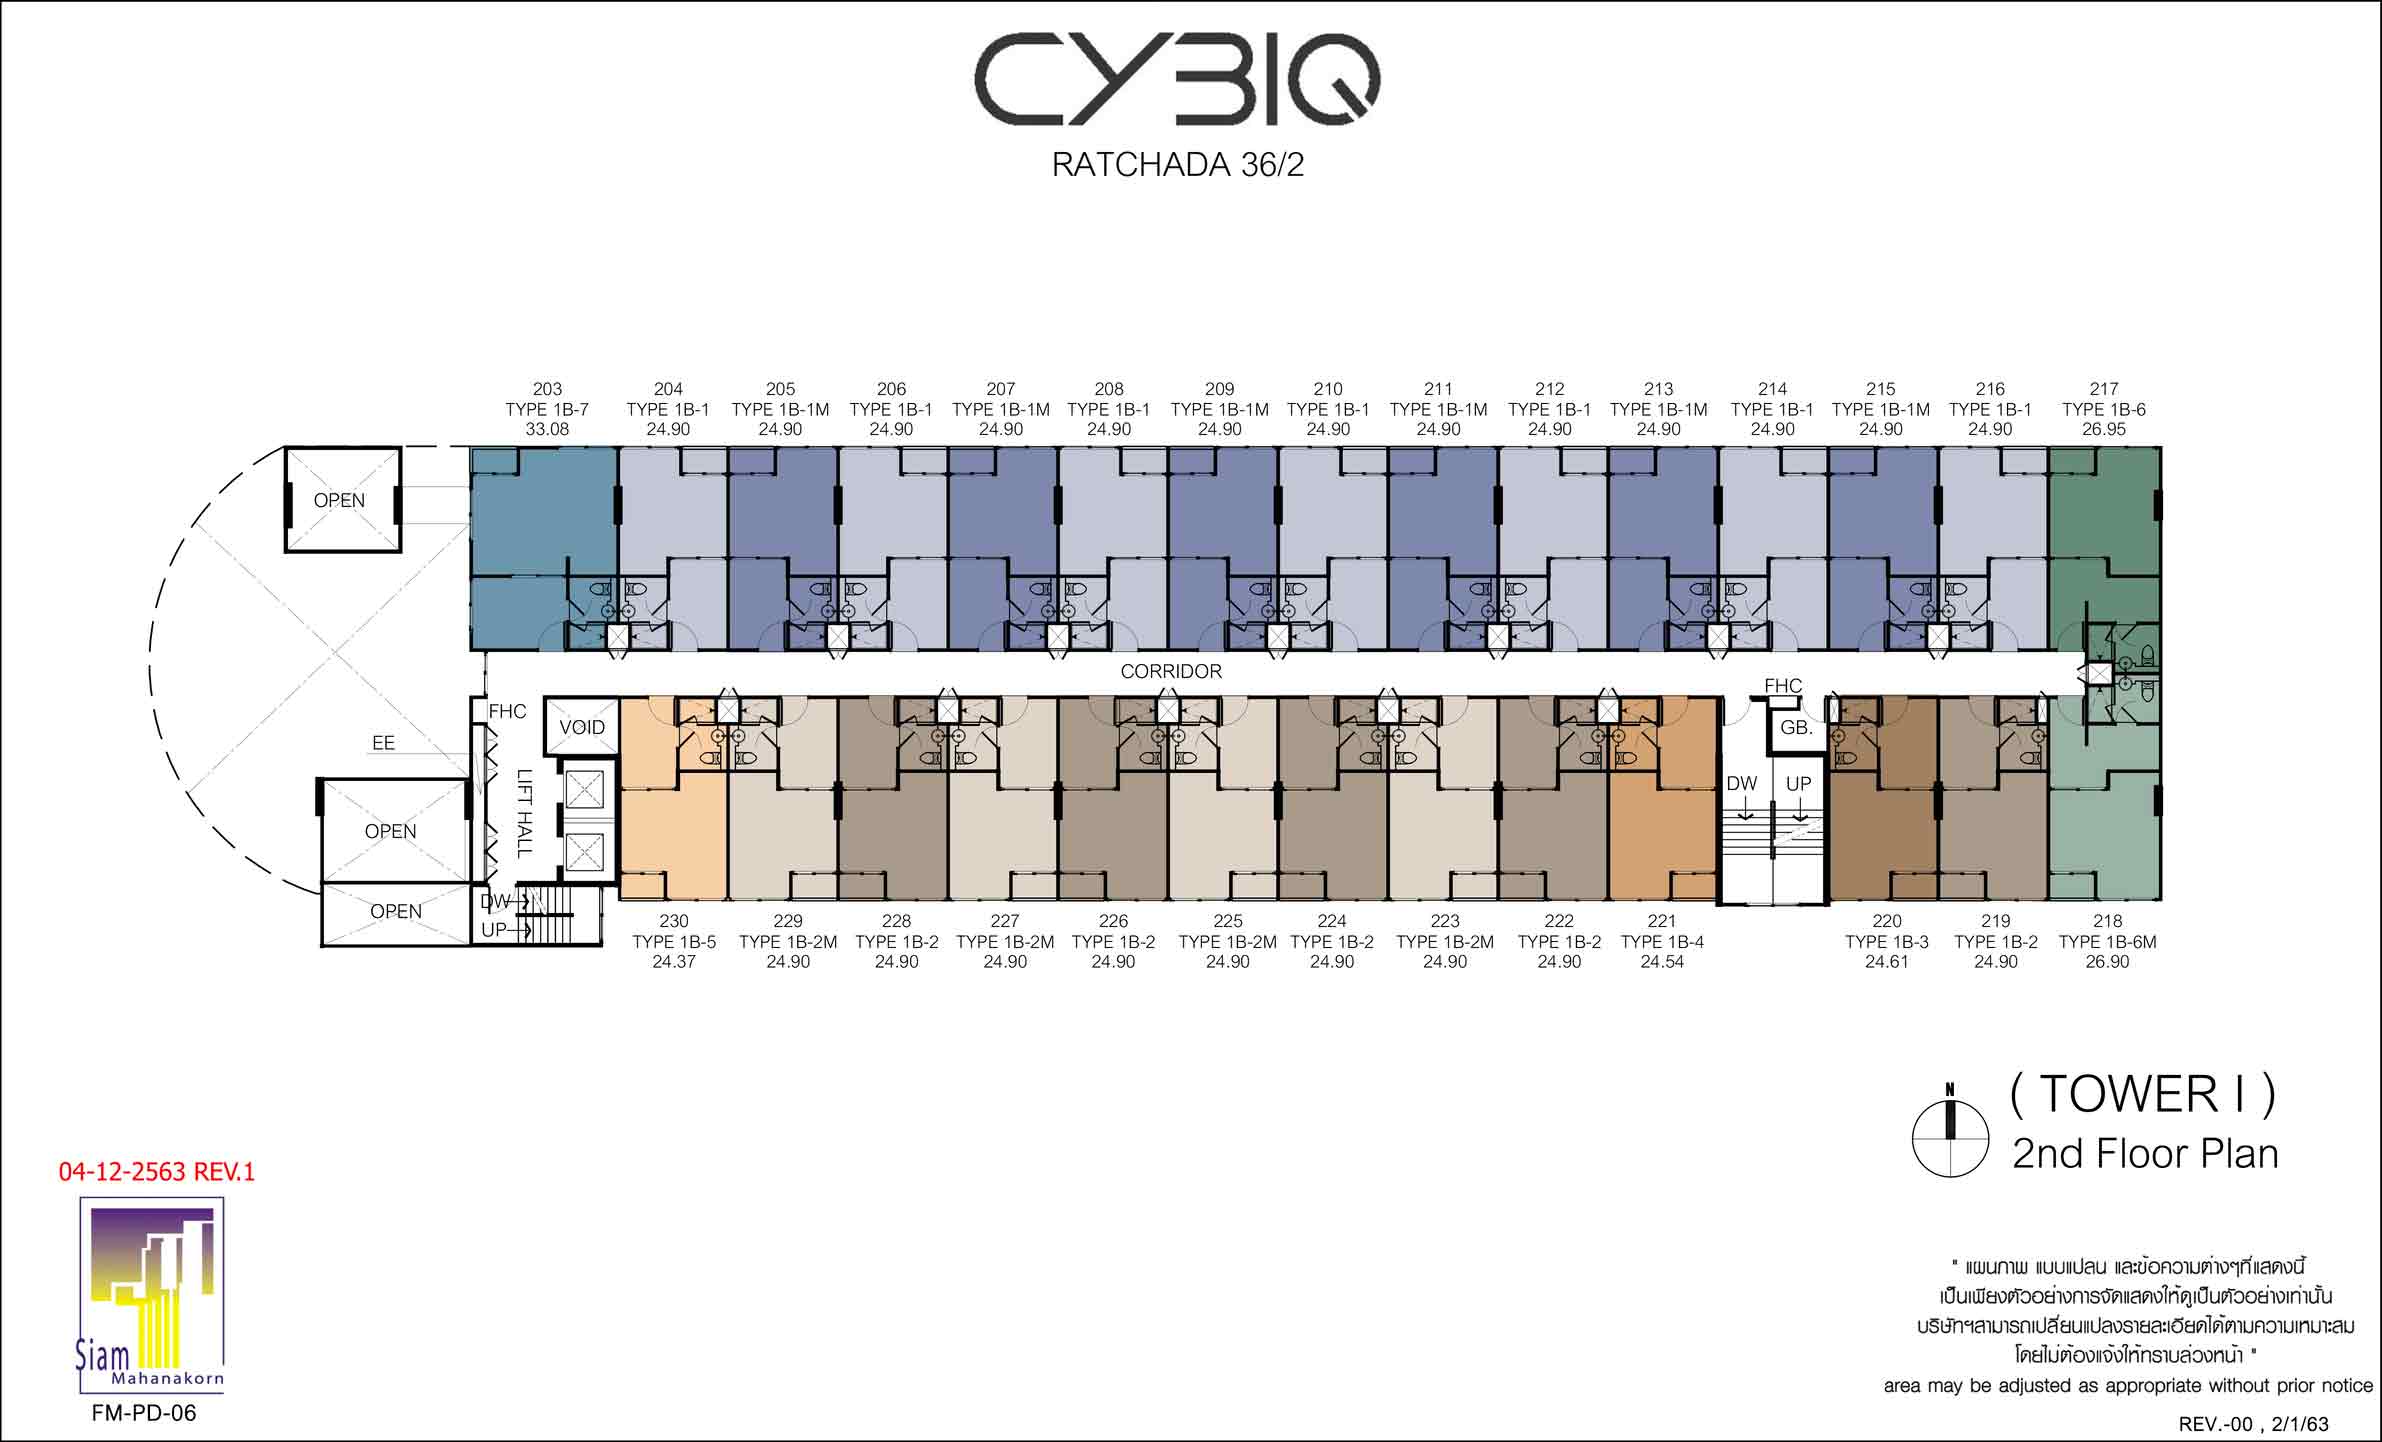 CYBIQ
RATCHADA 36/2
203 204 205 206 207 208 209 210 211 212 213 214 215 216 217
TYPE 1B-7 TYPE 1B-1 TYPE 1B-1M TYPE 1B-1 TYPE 1B-1M TYPE 1B-1 TYPE 1B-1M TYPE 1B-1 TYPE 1B-1M TYPE 1B-1 TYPE 1B-1M TYPE 1B-1 TYPE 1B-1M TYPE 1B-1 TYPE 1B-6
33.08 24.90 24.90 24.90 24.90 24.90 24.90 24.90 24.90 24.90 24.90 24.90 24.90 24.90 26.95
OPEN
CORRIDOR
FHC
FHC
VOID
GB.
EE
LIFT HALL
DW UP
OPEN
OPEN
DW
UP
230 229 228 227 226 225 224 223 222 221 220 219 218
TYPE 1B-5 TYPE 1B-2M TYPE 1B-2 TYPE 1B-2M TYPE 1B-2 TYPE 1B-2M TYPE 1B-2 TYPE 1B-2M TYPE 1B-2 TYPE 1B-4 TYPE 1B-3 TYPE 1B-2 TYPE 1B-6M
24.37 24.90 24.90 24.90 24.90 24.90 24.90 24.90 24.90 24.54 24.61 24.90 26.90
N
( TOWER I )
2nd Floor Plan
04-12-2563 REV.1
Siam
Mahanakorn
FM-PD-06
" แผนภาพ แบบแปลน และข้อความต่างๆที่แสดงนี้
เป็นเพียงตัวอย่างการจัดแสดงให้ดูเป็นตัวอย่างเท่านั้น
บริษัทฯสามารถเปลี่ยนแปลงรายละเอียดได้ตามความเหมาะสม
โดยไม่ต้องแจ้งให้ทราบล่วงหน้า "
area may be adjusted as appropriate without prior notice
REV.-00 , 2/1/63